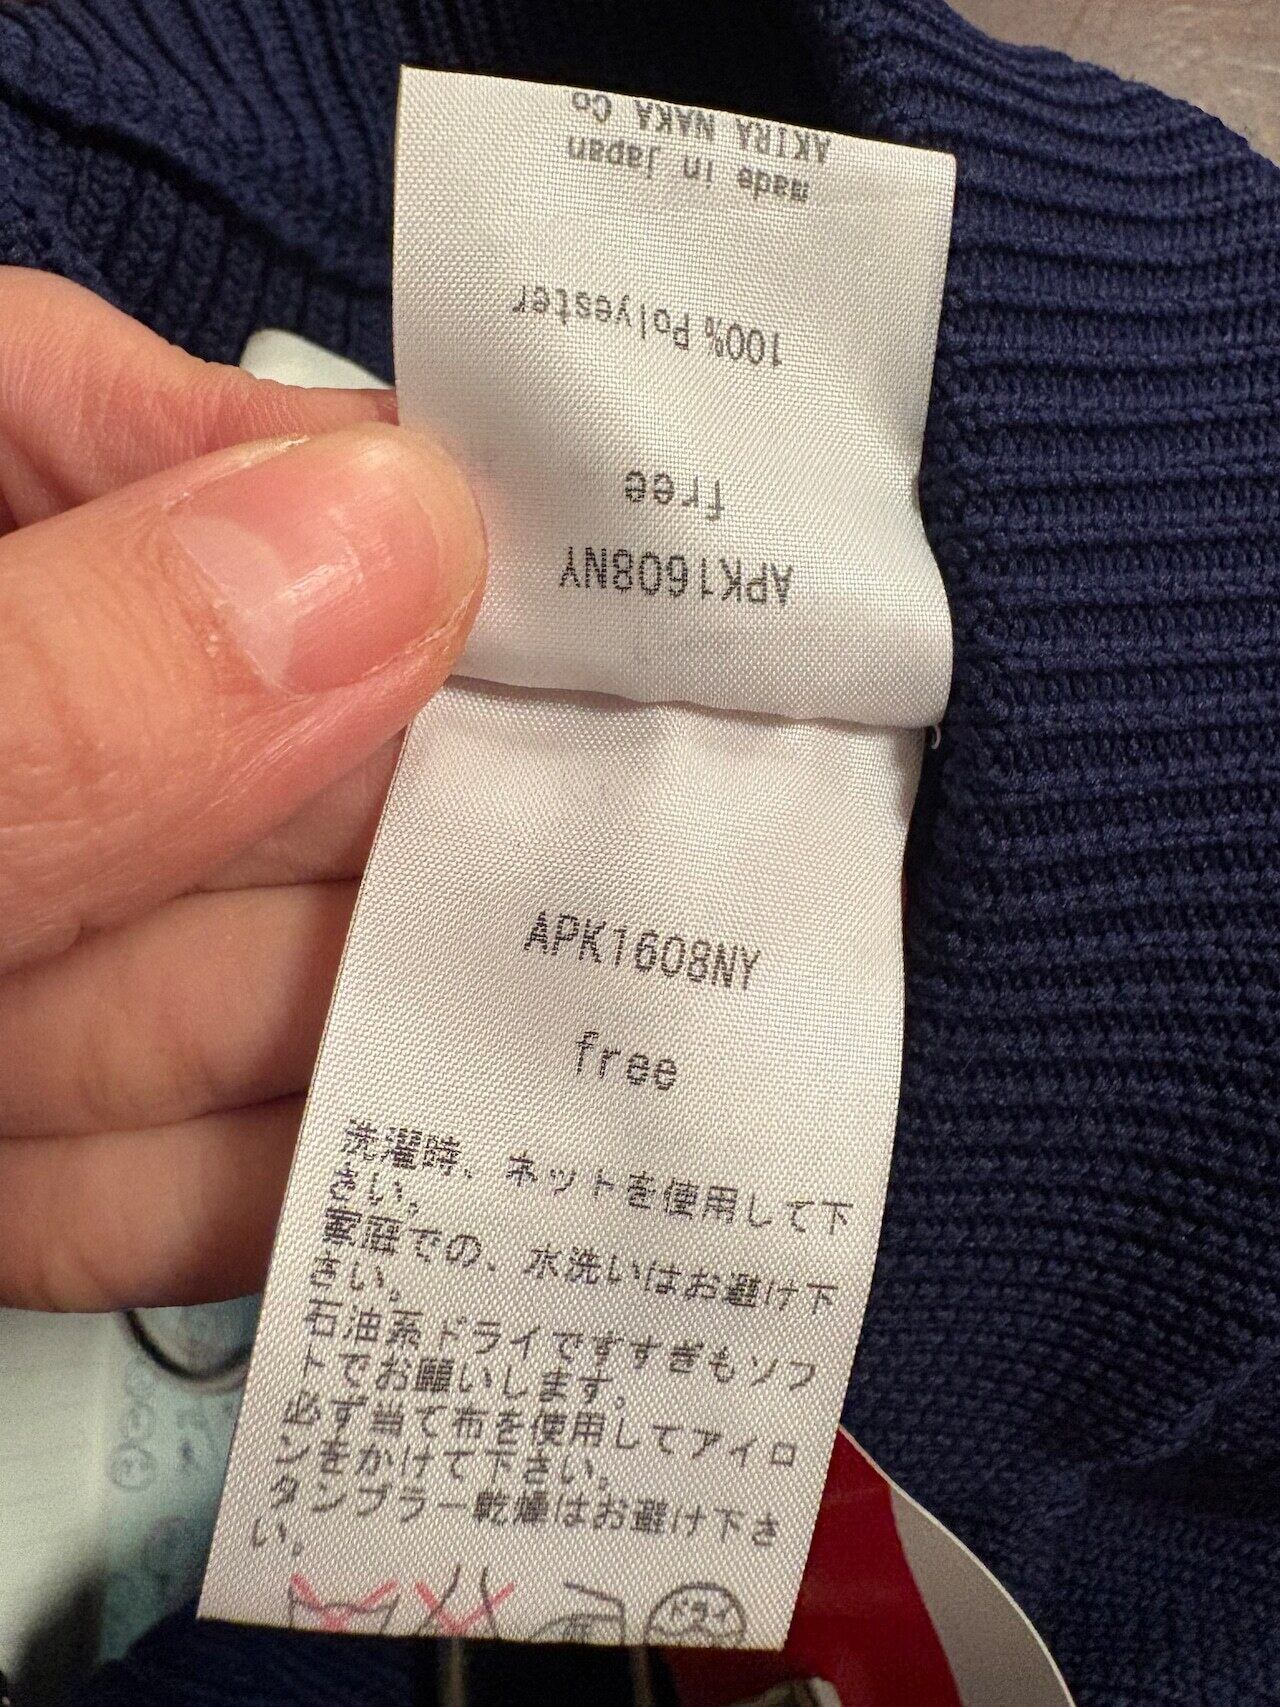 AKIRA NAKA Co
made in Japan
100% Polyester
free
APK1608NY
APK1608NY
free
洗濯時、ネットを使用して下
さい。
家庭での、水洗いはお避け下
さい。
石油系ドライですすぎもソフ
トでお願いします。
必ず当て布を使用してアイロ
ンをかけて下さい。
タンブラー乾燥はお避け下さ
い。
ドライ